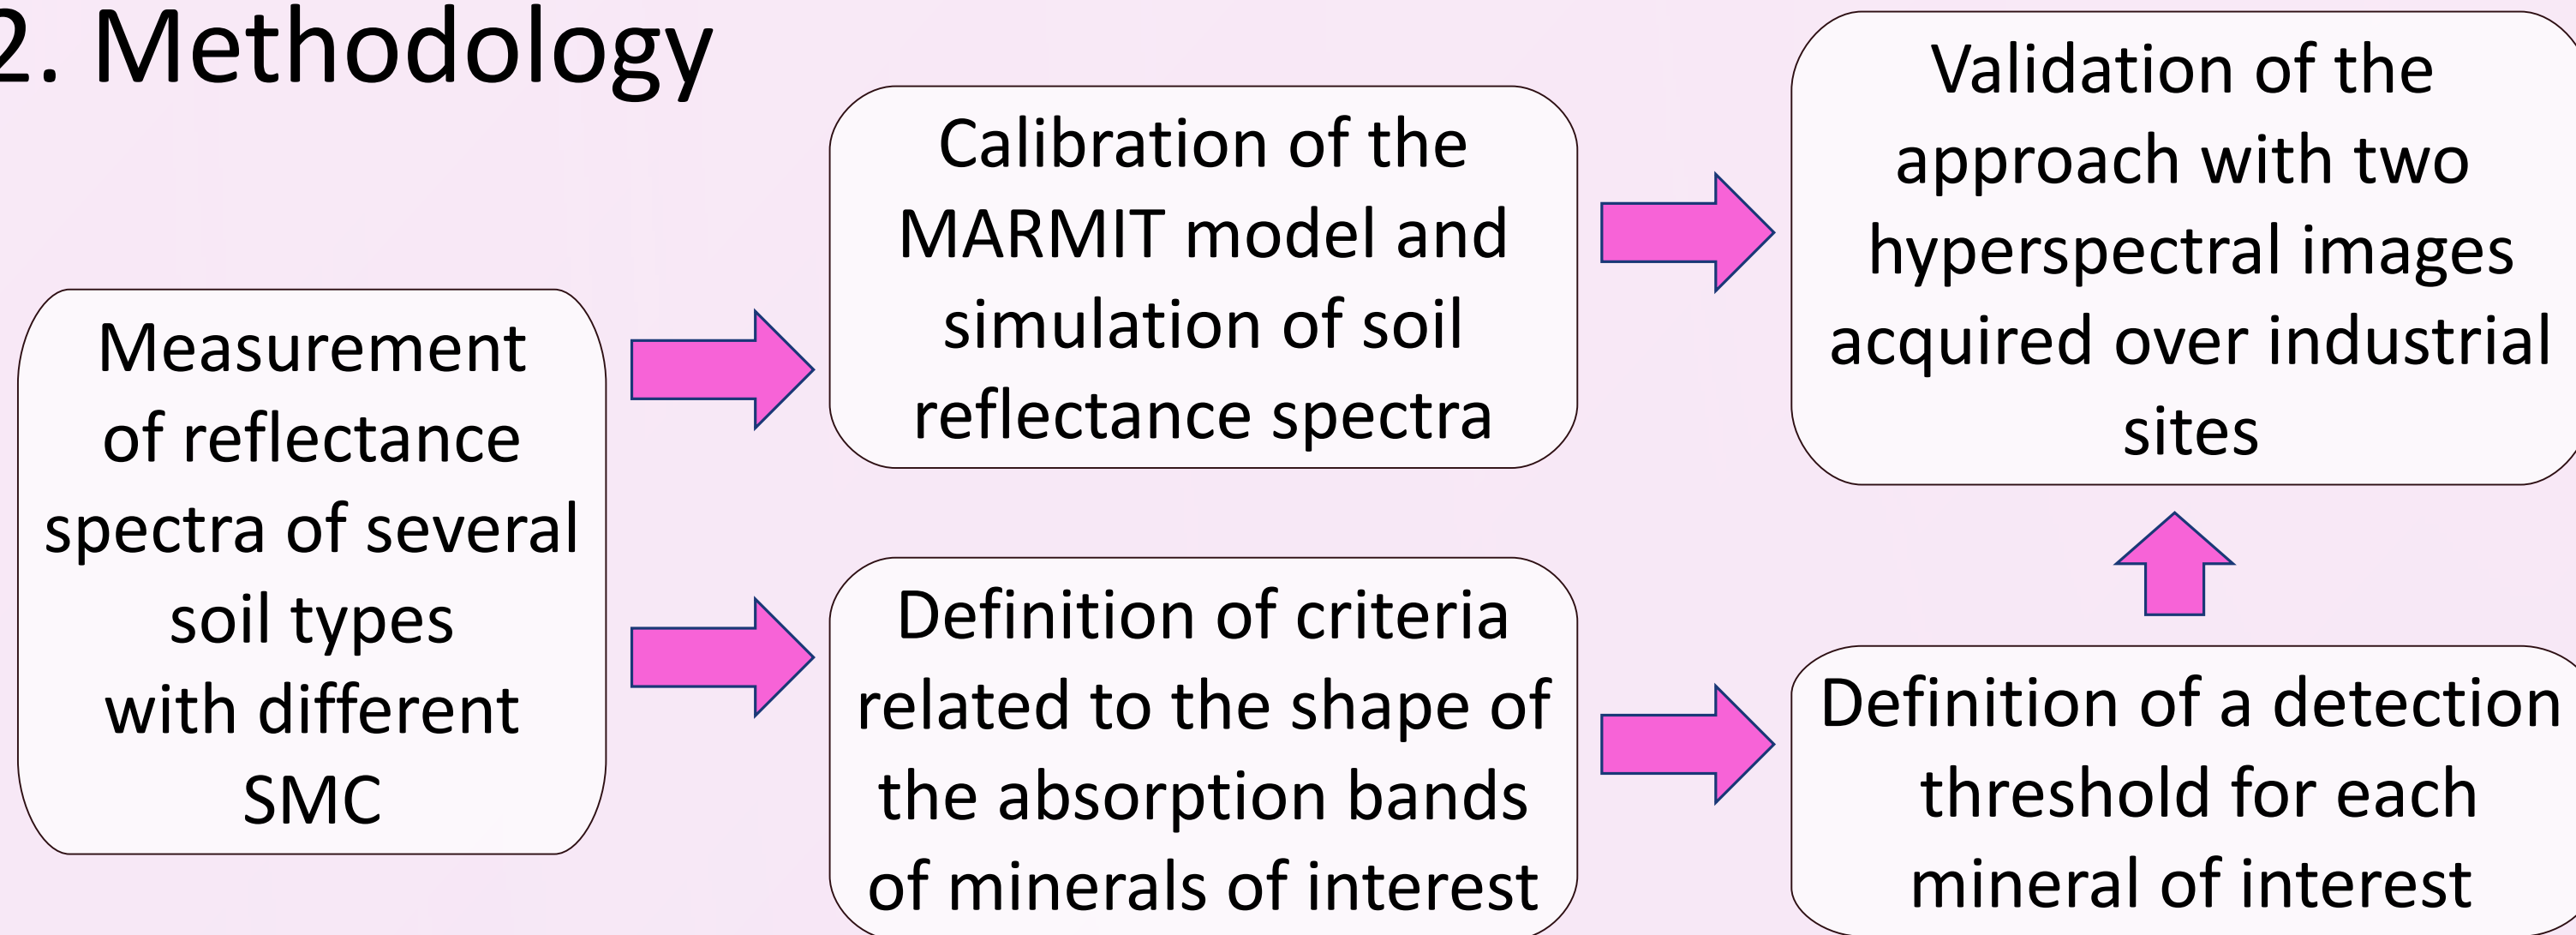 2. Methodology
Measurement
of reflectance
spectra of several
soil types
with different
SMC
Calibration of the
MARMIT model and
simulation of soil
reflectance spectra
Definition of criteria
related to the shape of
the absorption bands
of minerals of interest
Validation of the
approach with two
hyperspectral images
acquired over industrial
sites
Definition of a detection
threshold for each
mineral of interest